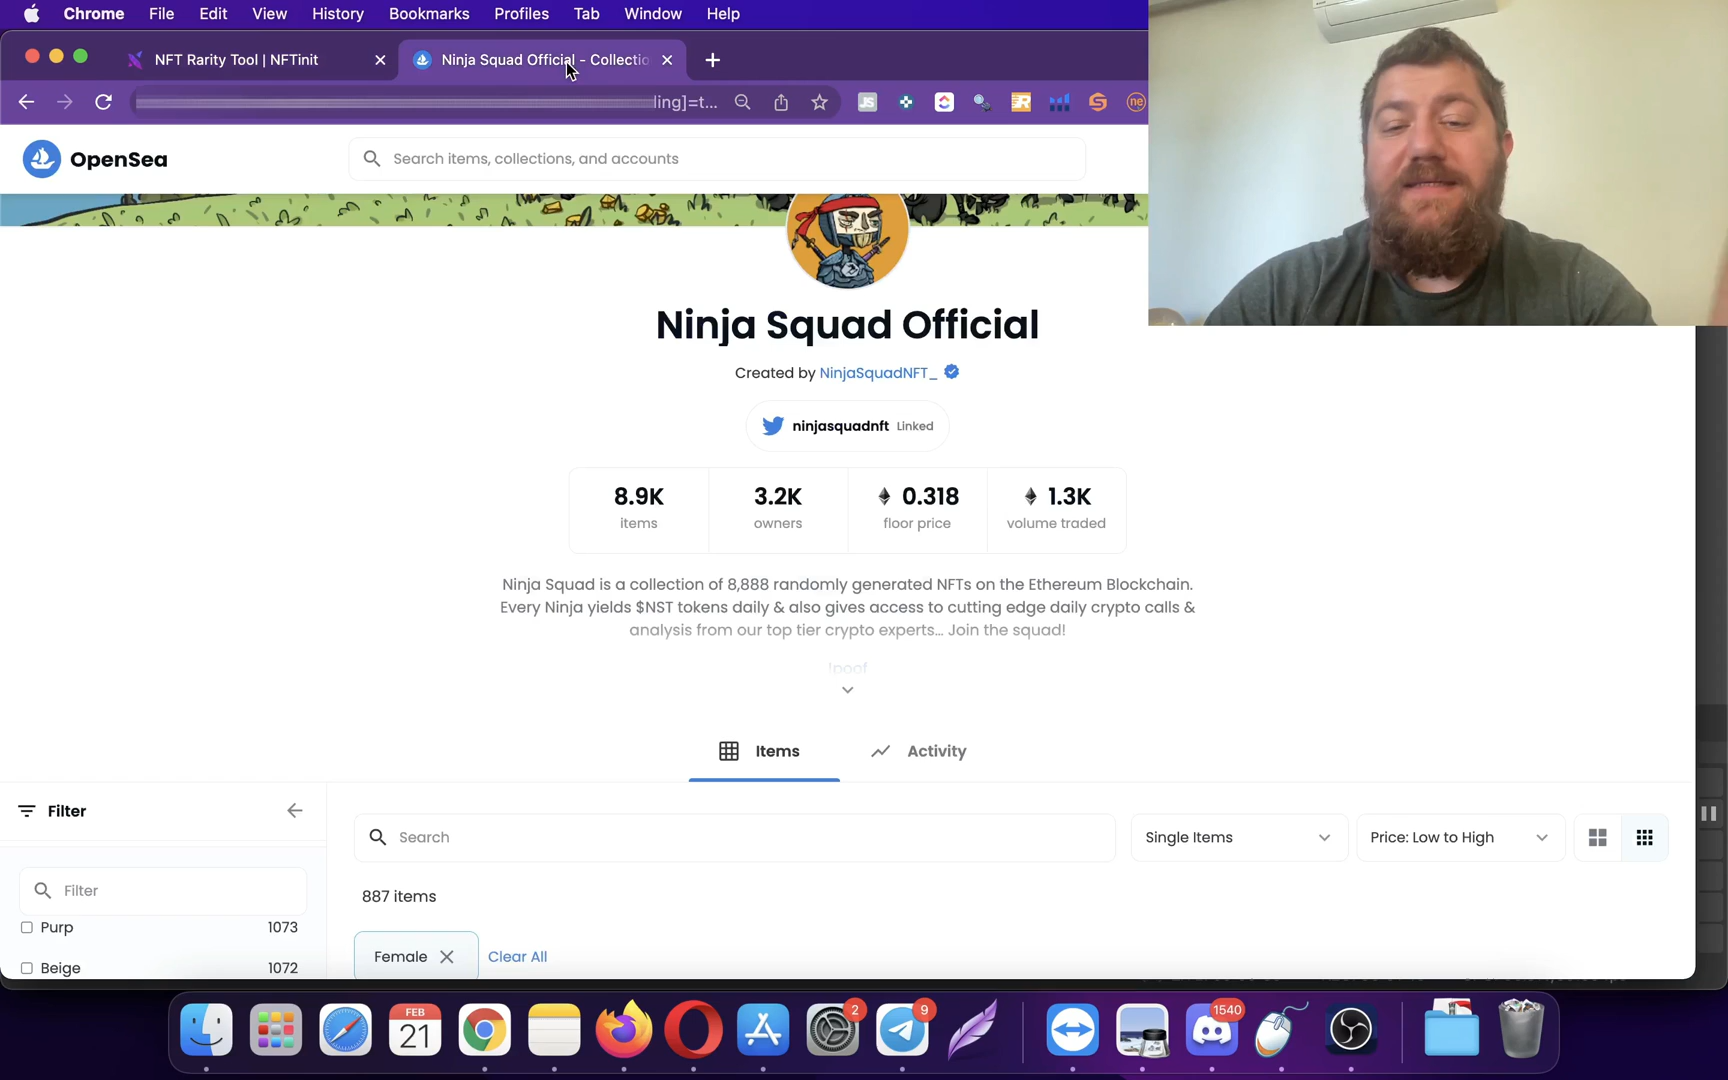 Chrome File Edit View History Bookmarks Profiles Tab Window Help
NFT Rarity Tool | NFTinit
Ninja Squad Official - Collectio
ling]=t...
JS
R
S
ne
OpenSea
Search items, collections, and accounts
Ninja Squad Official
Created by NinjaSquadNFT_
ninjasquadnft Linked
8.9K 3.2K 0.318 1.3K
items owners floor price volume traded
Ninja Squad is a collection of 8,888 randomly generated NFTs on the Ethereum Blockchain.
Every Ninja yields $NST tokens daily & also gives access to cutting edge daily crypto calls &
analysis from our top tier crypto experts... Join the squad!
Items Activity
Filter
Search
Single Items
Price: Low to High
Filter
887 items
Purp 1073
Female Clear All
Beige 1072
FEB
21
2
9
1540